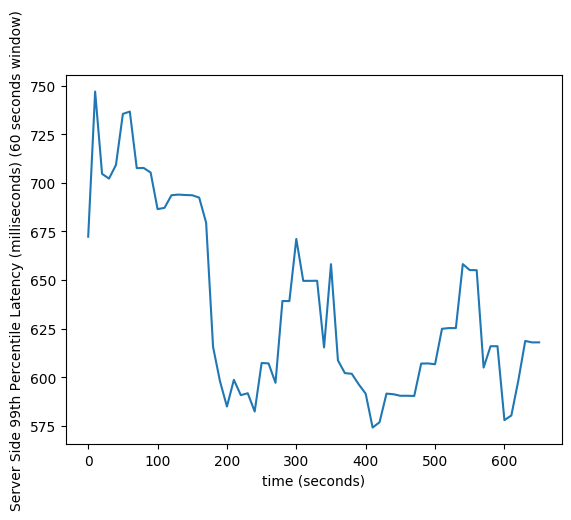 Server Side 99th Percentile Latency (milliseconds) (60 seconds window)
750
725
700
675
650
625
600
575
0 100 200 300 400 500 600
time (seconds)